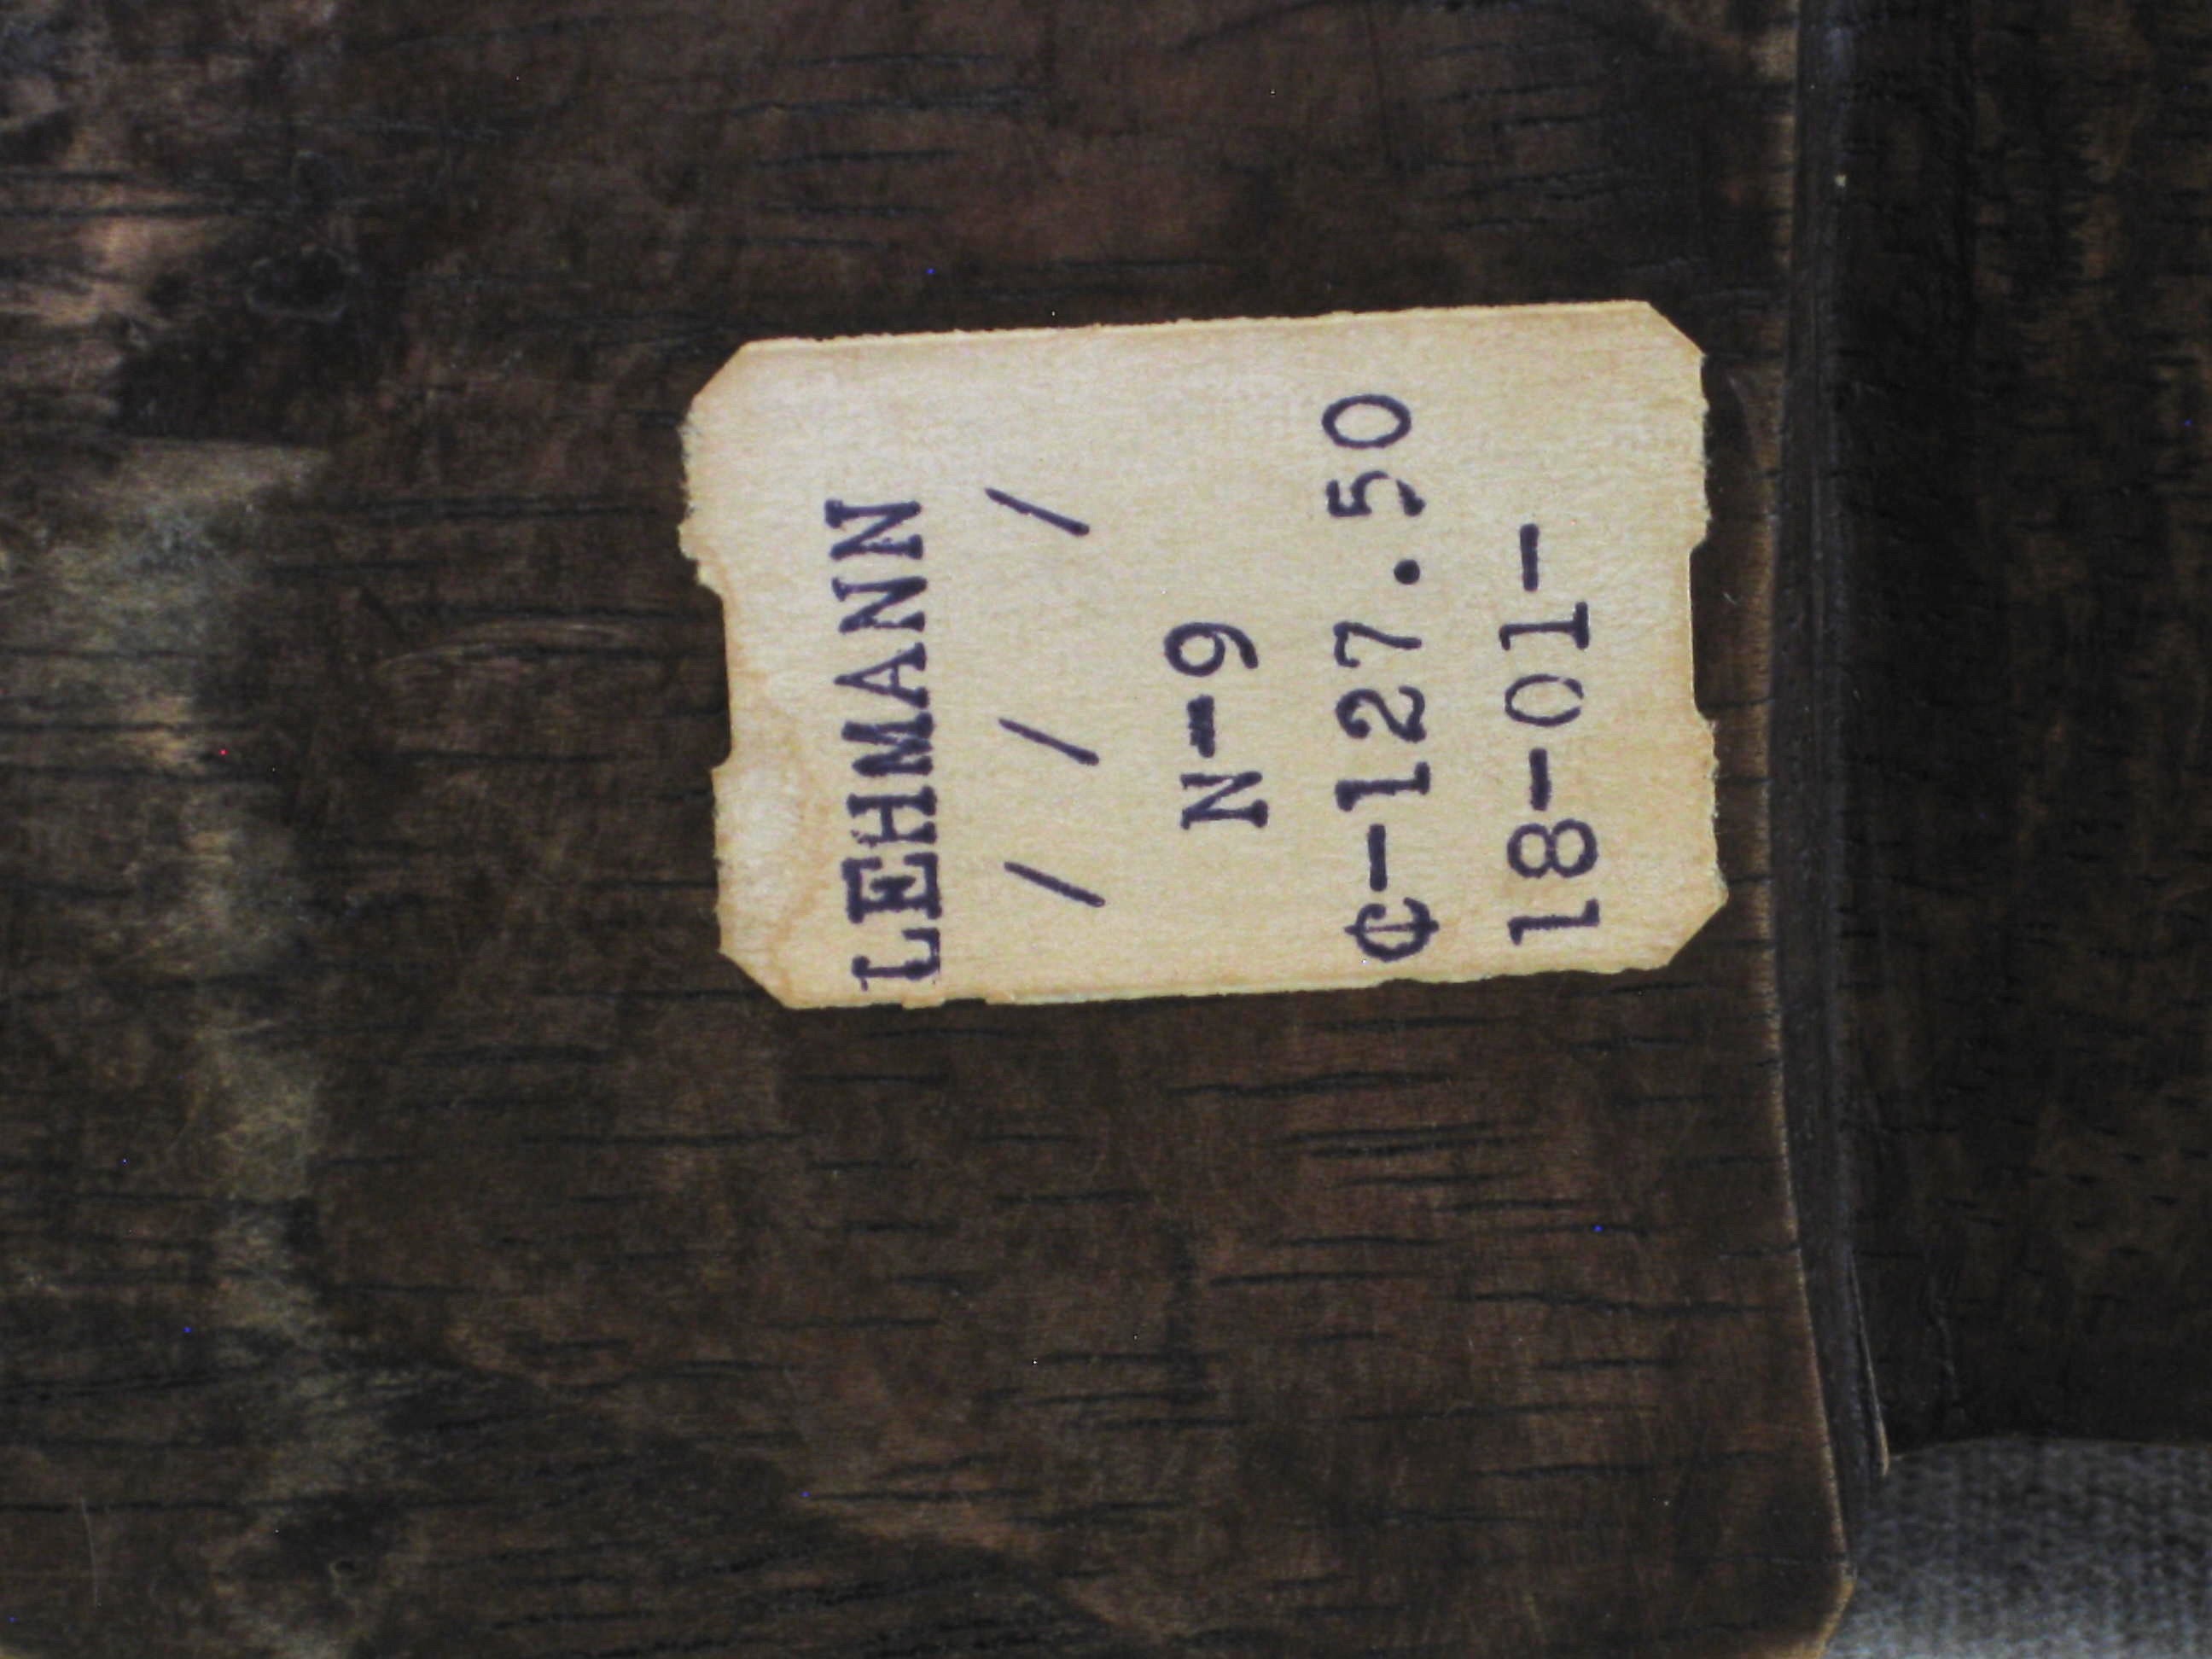 LEHMANN
/ / /
N-9
₵-127.50
18-01-